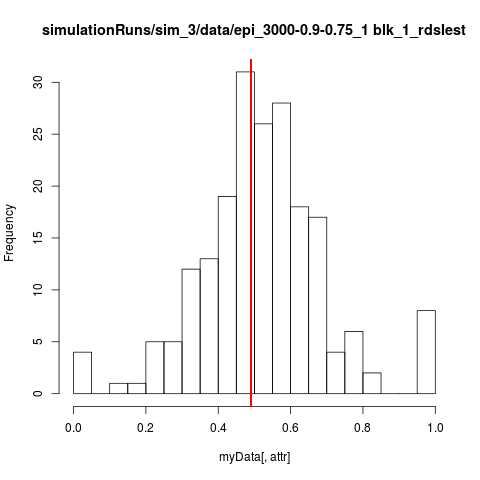 simulationRuns/sim_3/data/epi_3000-0.9-0.75_1 blk_1_rdslest
Frequency
30
25
20
15
10
5
0
0.0 0.2 0.4 0.6 0.8 1.0
myData[, attr]